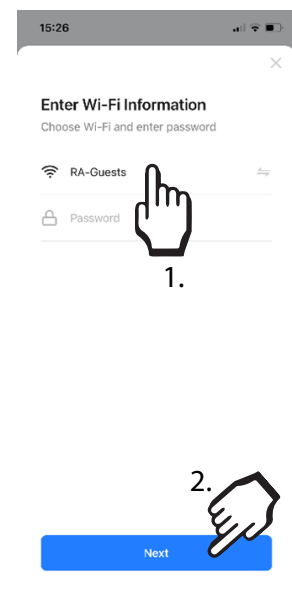 15:26
Enter Wi-Fi Information
Choose Wi-Fi and enter password
RA-Guests
Password
1.
2.
Next